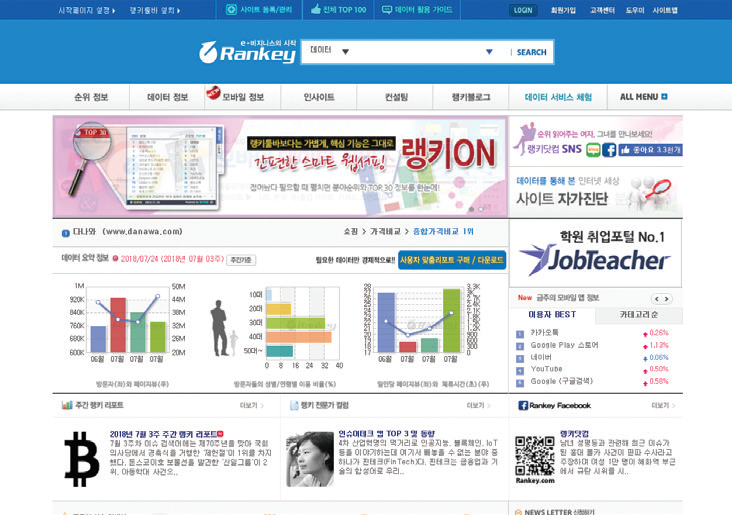 시작페이지 설정 랭키툴바 설치 사이트 등록/관리 전체 TOP 100 데이터 활용 가이드 LOGIN 회원가입 고객센터 도우미 사이트맵
e-비지니스의 시작
Rankey
데이터 SEARCH
순위 정보 데이터 정보 모바일 정보 인사이트 컨설팅 랭키블로그 데이터 서비스 체험 ALL MENU
TOP 30
랭키툴바보다는 가볍게, 핵심 기능은 그대로
간편한 스마트 웹서핑 랭키ON
접어놨다 필요할 때 펼치면 분야순위와 TOP 30 정보를 한눈에!
순위 읽어주는 여자, 그녀를 만나보세요!
랭키닷컴 SNS blog 좋아요 3.3천개
데이터를 통해 본 인터넷 세상
사이트 자가진단
다나와 (www.danawa.com) 쇼핑 > 가격비교 > 종합가격비교 1위
데이터 요약 정보 2018/07/24 (2018년 07월 03주) 주간기준 필요한 데이터만 경제적으로!! 사용자 맞춤리포트 구매 / 다운로드
학원 취업포털 No.1
JobTeacher
1M 920K 840K 760K 680K 600K
50M 44M 38M 32M 26M 20M
06월 07월 07월 07월
방문자(좌)와 페이지뷰(우)
10대
20대
30대
40대
50대~
0 8 16 24 32 40
방문자들의 성별/연령별 이용 비율(%)
28 27 26 25 24 23 22 21 20 19 18 17
3.3K 3K 2.7K 2.4K 2.1K 1.8K 1.5K 1.2K 900 600 300 0
06월 07월 07월 07월
일인당 페이지뷰(좌)와 체류시간(초)(우)
New 금주의 모바일 앱 정보
이용자 BEST 카테고리 순
1 카카오톡 0.26%
2 Google Play 스토어 1.13%
3 네이버 0.06%
4 YouTube 0.50%
5 Google (구글검색) 0.58%
주간 랭키 리포트 더보기 >
2018년 7월 3주 주간 랭키 리포트
7월 3주차 이슈 검색어에는 제70주년을 맞아 국회
의사당에서 경축식을 거행한 '제헌절'이 1위를 차지
했다. 돈스코이호 보물선을 발견한 '신일그룹'이 2
위, 아동학대 사건으..
랭키 전문가 컬럼 더보기 >
인슈어테크 앱 TOP 3 및 동향
4차 산업혁명의 먹거리로 인공지능, 블록체인, IoT
등을 이야기하는데 여기서 빼놓을 수 없는 분야 중
하나가 핀테크(FinTech)다. 핀테크는 금융업과 기
술의 합성어로 우리..
Rankey Facebook 더보기 >
랭키닷컴
남녀 성평등과 관련해 최근 이슈가
된 홍대 몰카 사건이 편파 수사라고
주장하며 여성 1만 명이 혜화역 부근
에서 규탄 시위를 시..
Rankey.com
NEWS LETTER 신청하기